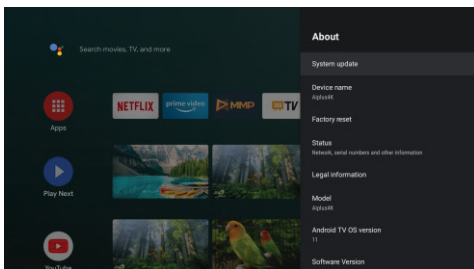 About
Search movies, TV, and more
System update
Device name
Aiplus4K
NETFLIX
prime video
MMP
TV
Factory reset
Apps
Status
Network, serial numbers and other information
Legal information
Play Next
Model
Aiplus4K
Android TV OS version
11
YouTube
Software Version